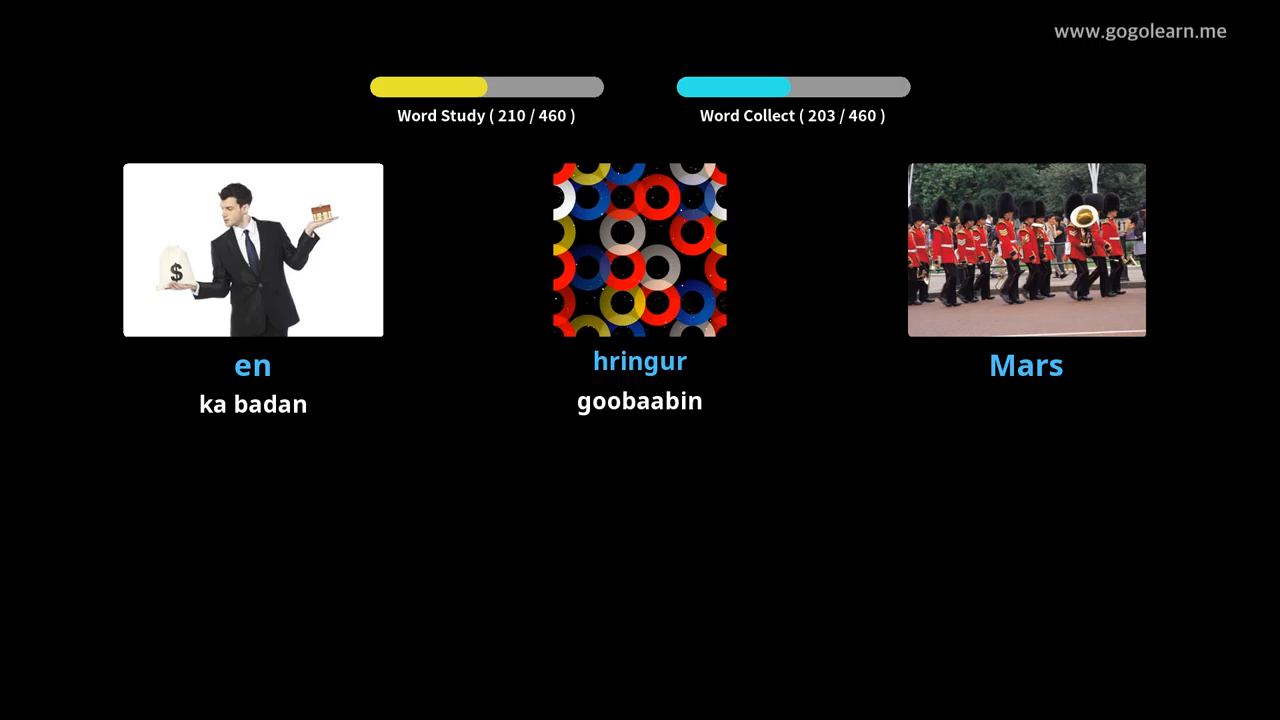 www.gogolearn.me
Word Study ( 210 / 460 )
Word Collect ( 203 / 460 )
$
en
ka badan
hringur
goobaabin
Mars